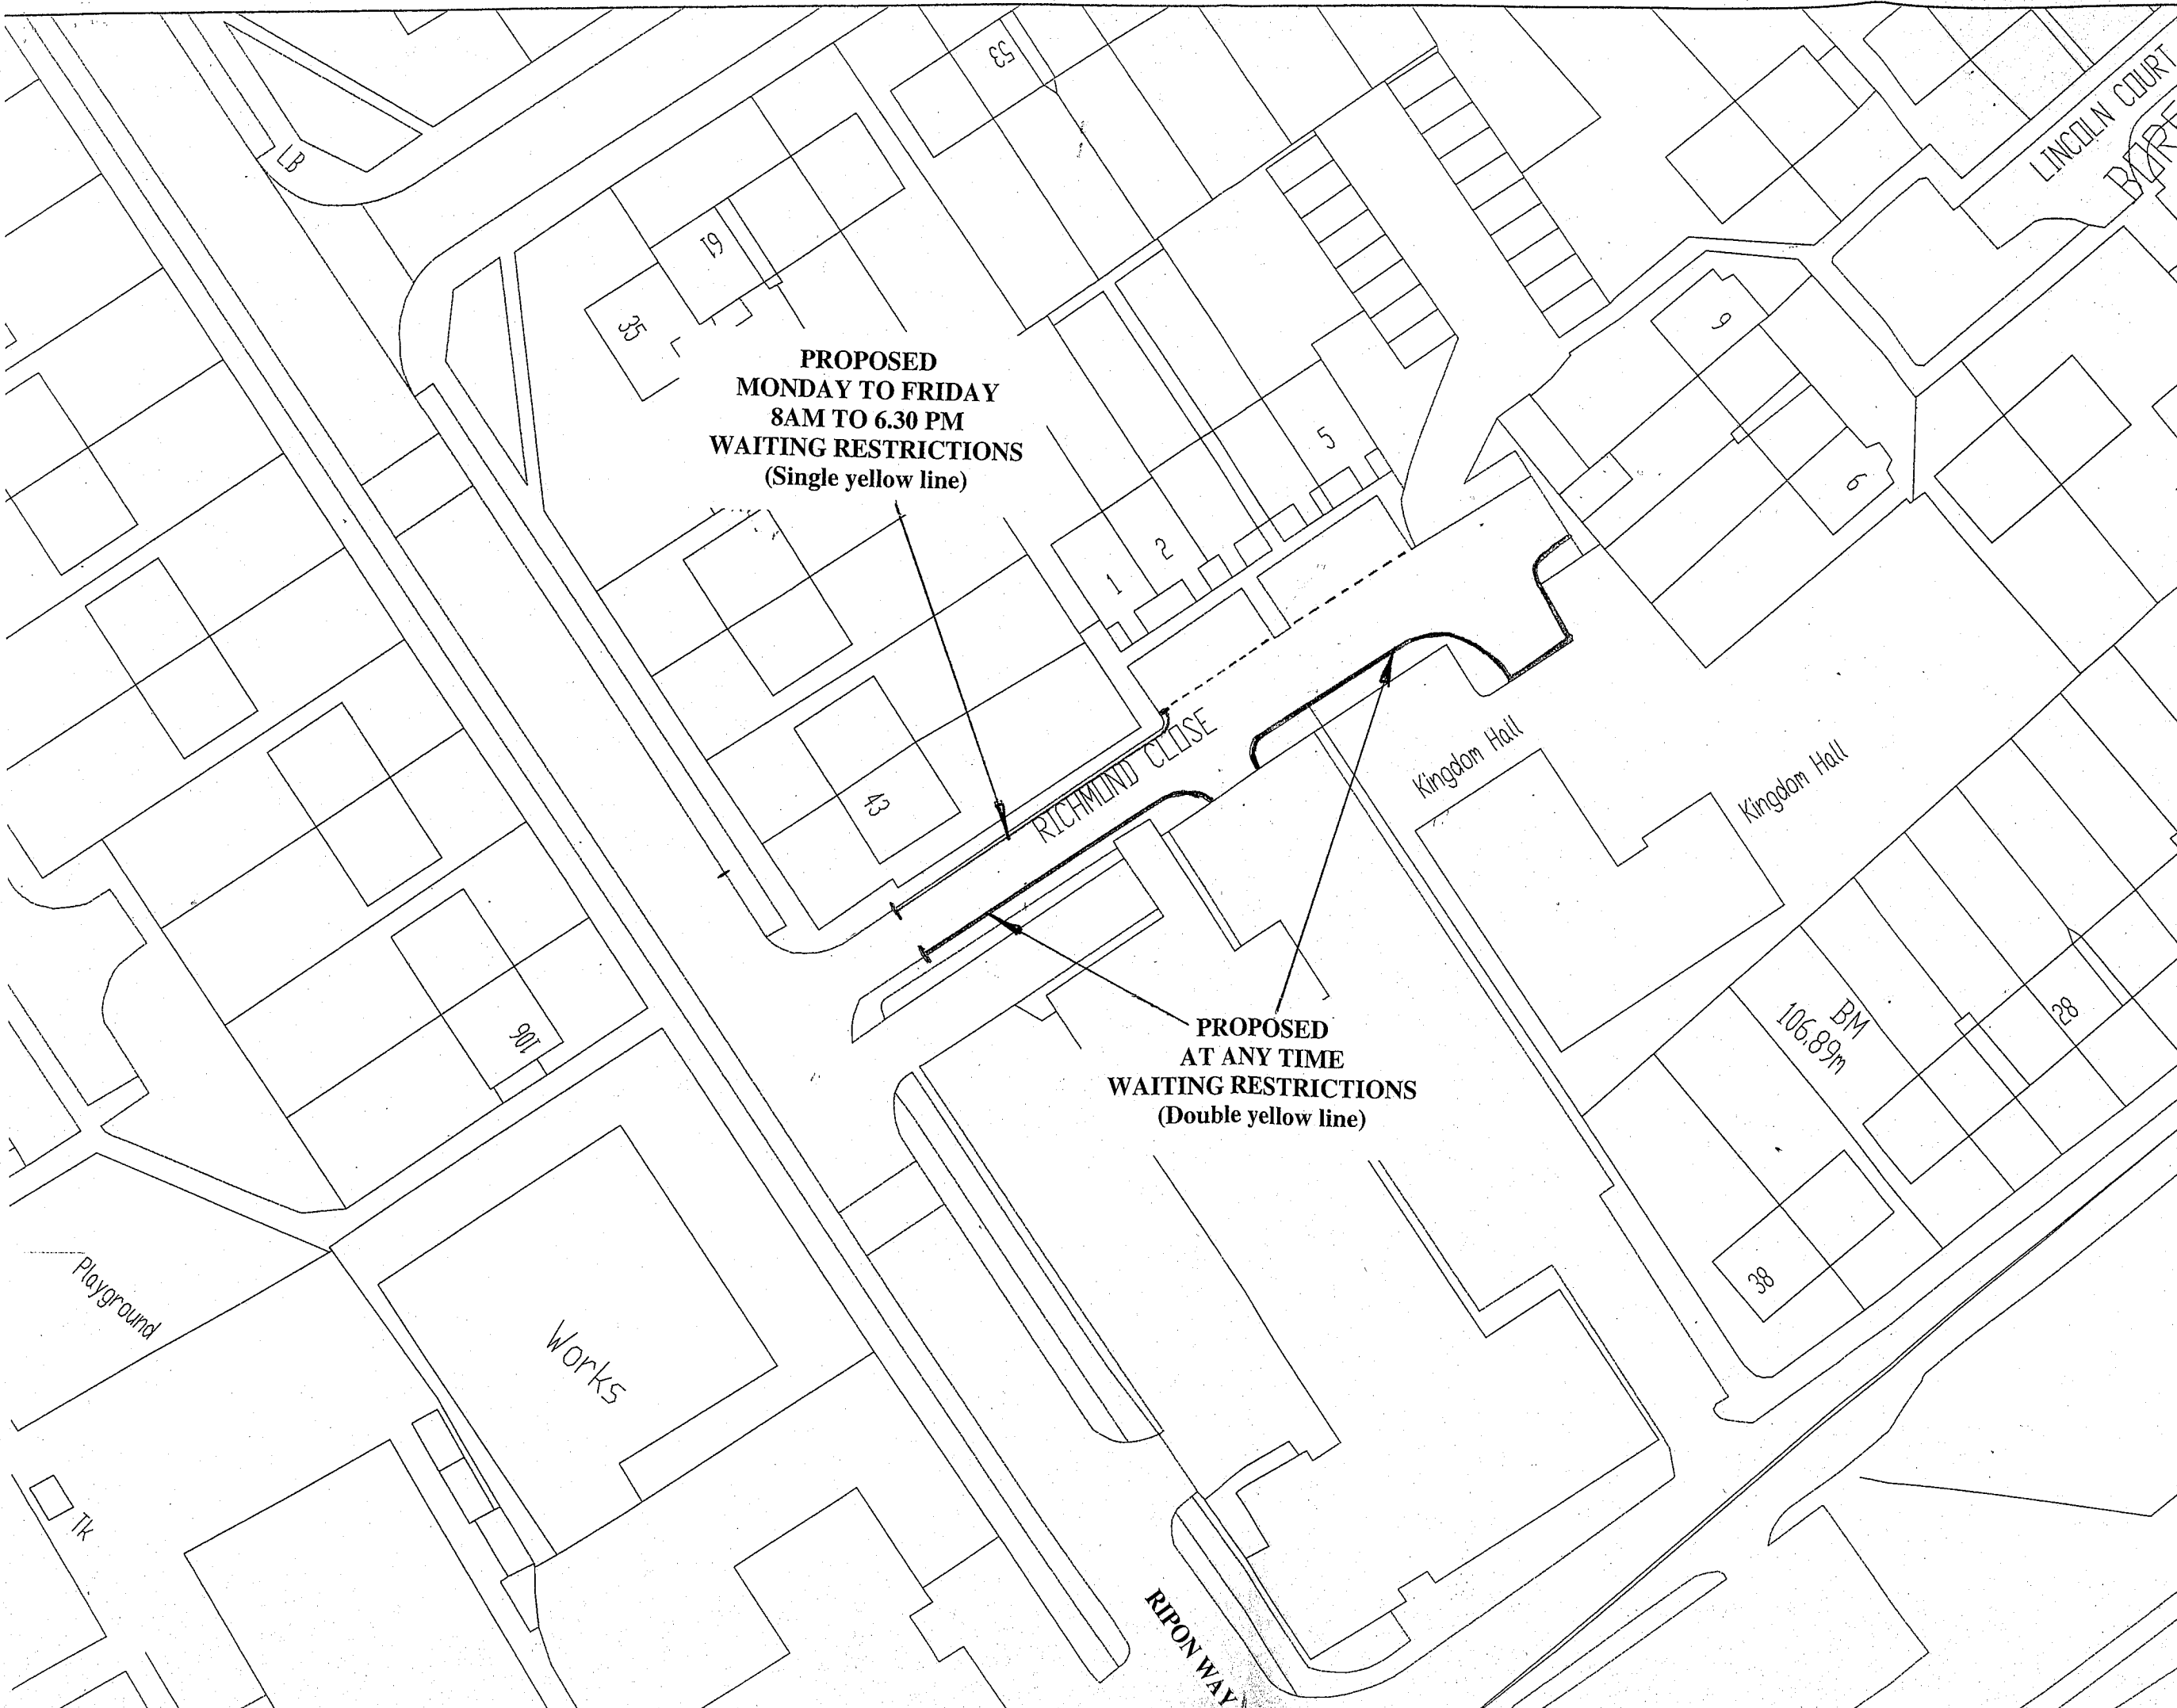 53
LINCOLN COURT
LB
61
35
9
PROPOSED
MONDAY TO FRIDAY
8AM TO 6.30 PM
WAITING RESTRICTIONS
(Single yellow line)
5
6
2
1
RICHMOND CLOSE
Kingdom Hall
Kingdom Hall
43
106
PROPOSED
AT ANY TIME
WAITING RESTRICTIONS
(Double yellow line)
BM
106.89m
28
38
Playground
Works
Tk
RIPON WAY